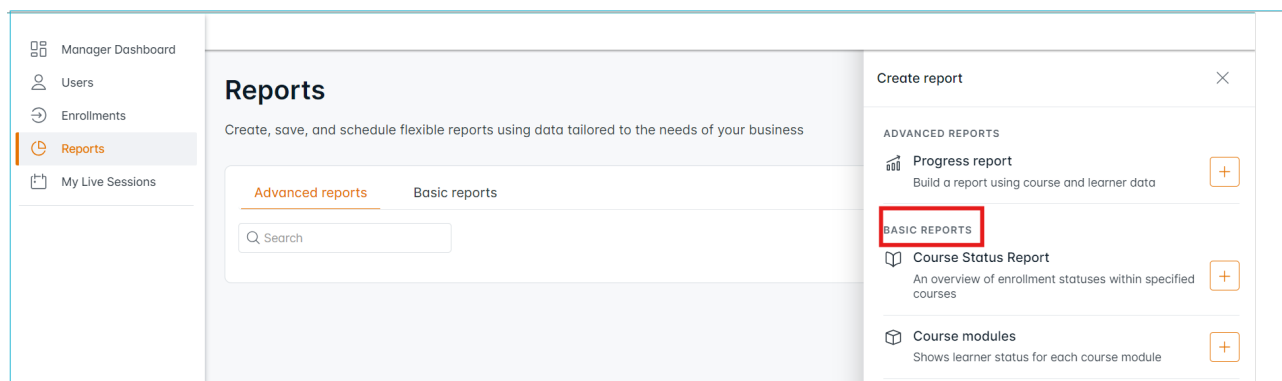 Manager Dashboard
Users
Enrollments
Reports
My Live Sessions
Reports
Create, save, and schedule flexible reports using data tailored to the needs of your business
Advanced reports
Basic reports
Search
Create report
ADVANCED REPORTS
Progress report
Build a report using course and learner data
BASIC REPORTS
Course Status Report
An overview of enrollment statuses within specified
courses
Course modules
Shows learner status for each course module